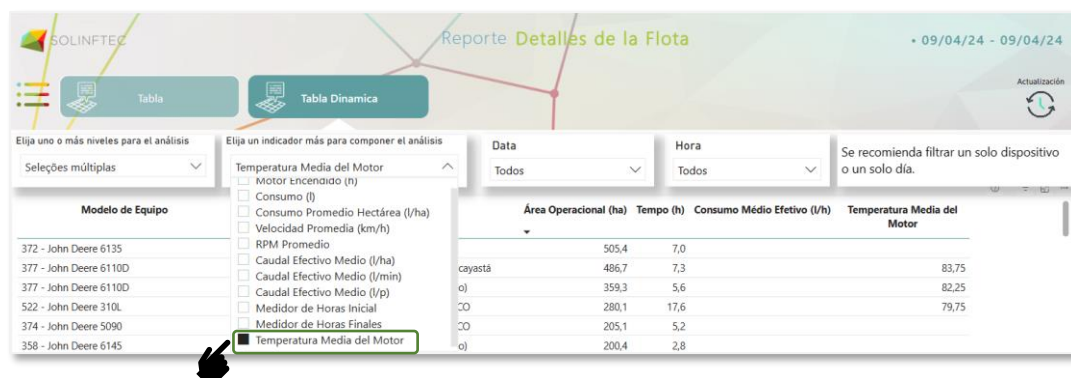 SOLINFTEC
Reporte Detalles de la Flota
• 09/04/24 - 09/04/24
Tabla
Tabla Dinamica
Actualización
Elija uno o más niveles para el análisis
Seleções múltiplas
Elija un indicador más para componer el análisis
Temperatura Media del Motor
Data
Todos
Hora
Todos
Se recomienda filtrar un solo dispositivo
o un solo día.
Motor Encendido (h)
Consumo (l)
Consumo Promedio Hectárea (l/ha)
Velocidad Promedia (km/h)
RPM Promedio
Caudal Efectivo Medio (l/ha)
Caudal Efectivo Medio (l/min)
Caudal Efectivo Medio (l/p)
Medidor de Horas Inicial
Medidor de Horas Finales
Temperatura Media del Motor
Modelo de Equipo Área Operacional (ha) Tempo (h) Consumo Médio Efetivo (l/h) Temperatura Media del
Motor
372 - John Deere 6135 505,4 7,0
377 - John Deere 6110D cayastá 486,7 7,3 83,75
377 - John Deere 6110D o) 359,3 5,6 82,25
522 - John Deere 310L CO 280,1 17,6 79,75
374 - John Deere 5090 CO 205,1 5,2
358 - John Deere 6145 o) 200,4 2,8